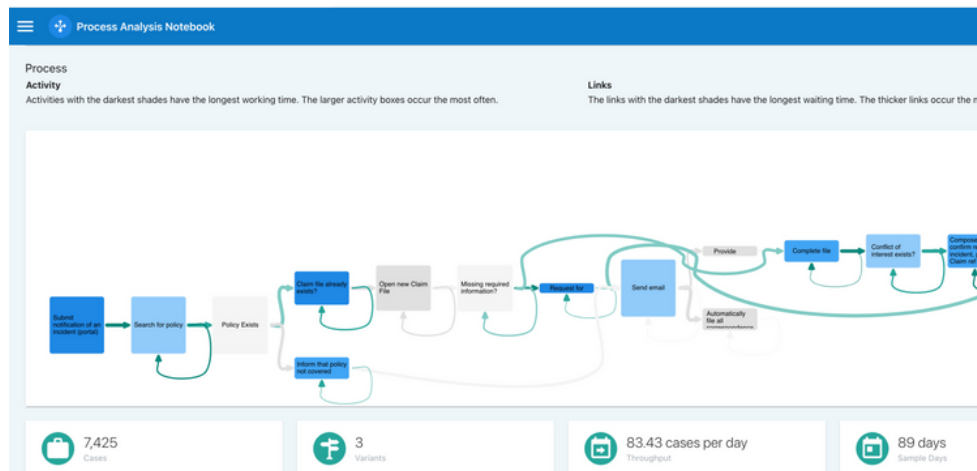 Process Analysis Notebook
Process
Activity
Activities with the darkest shades have the longest working time. The larger activity boxes occur the most often.
Links
The links with the darkest shades have the longest waiting time. The thicker links occur the
Submit
notification of an
incident (portal)
Search for policy
Policy Exists
Claim file already
exists?
Inform that policy
not covered
Open new Claim
File
Missing required
information?
Request for
Send email
Provide
Automatically
file all
correspondence
Complete file
Conflict of
interest exists?
Compose
confirm
incident,
Claim ref
7,425
Cases
3
Variants
83.43 cases per day
Throughput
89 days
Sample Days